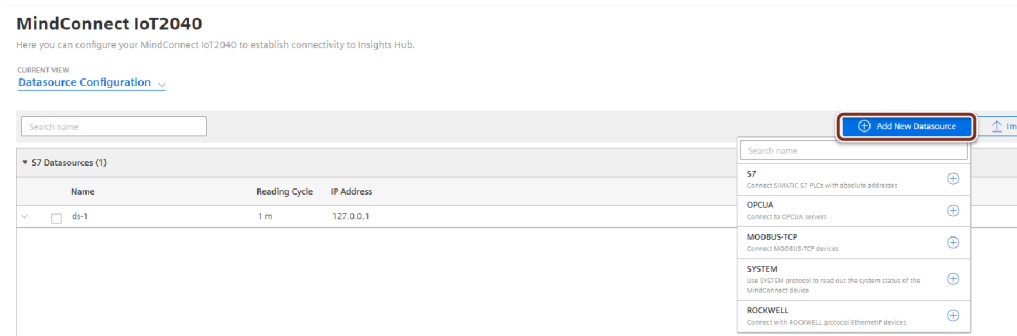 MindConnect IoT2040
Here you can configure your MindConnect IoT2040 to establish connectivity to Insights Hub.
CURRENT VIEW
Datasource Configuration
Search name
Add New Datasource
Im
Search name
S7 Datasources (1)
S7
Connect SIMATIC S7 PLCs with absolute addresses
Name Reading Cycle IP Address
OPCUA
Connect to OPCUA servers
ds-1 1 m 127.0.0.1
MODBUS-TCP
Connect MODBUS-TCP devices
SYSTEM
Use SYSTEM protocol to read out the system status of the
MindConnect device
ROCKWELL
Connect with ROCKWELL protocol EthernetIP devices